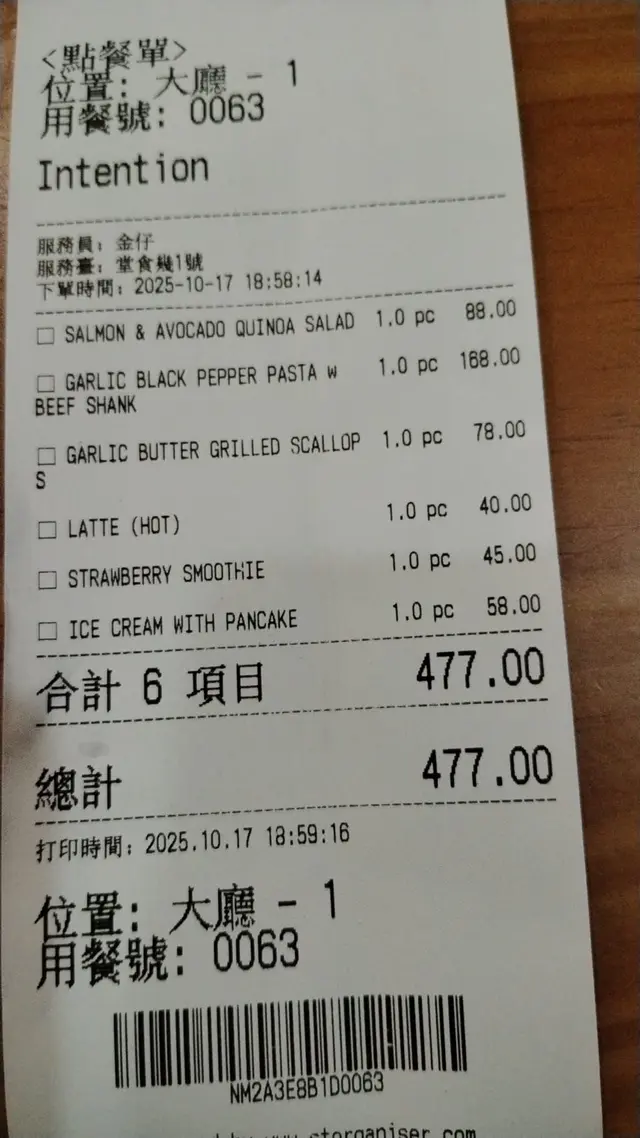 <點餐單>
位置: 大廳 - 1
用餐號: 0063
Intention
服務員: 金仔
服務臺: 堂食幾1號
下單時間: 2025-10-17 18:58:14
□ SALMON & AVOCADO QUINOA SALAD 1.0 pc 88.00
□ GARLIC BLACK PEPPER PASTA W 1.0 pc 168.00
BEEF SHANK
□ GARLIC BUTTER GRILLED SCALLOP 1.0 pc 78.00
S
□ LATTE (HOT) 1.0 pc 40.00
□ STRAWBERRY SMOOTHIE 1.0 pc 45.00
□ ICE CREAM WITH PANCAKE 1.0 pc 58.00
合計 6 項目 477.00
總計 477.00
打印時間: 2025.10.17 18:59:16
位置: 大廳 - 1
用餐號: 0063
NM2A3E8B1D0063